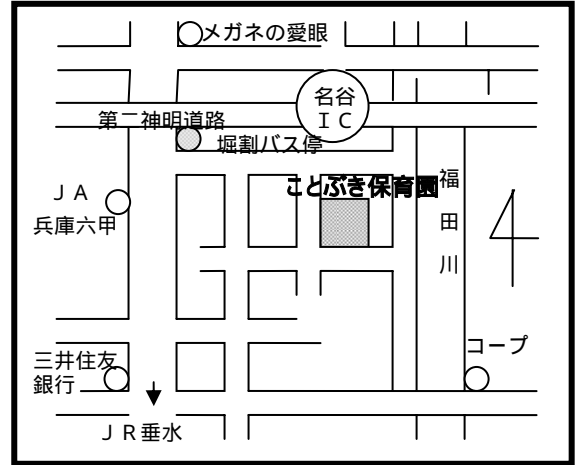 メガネの愛眼
名谷
ＩＣ
第二神明道路
堀割バス停
ことぶき保育園
福田川
ＪＡ
兵庫六甲
コープ
三井住友
銀行
ＪＲ垂水